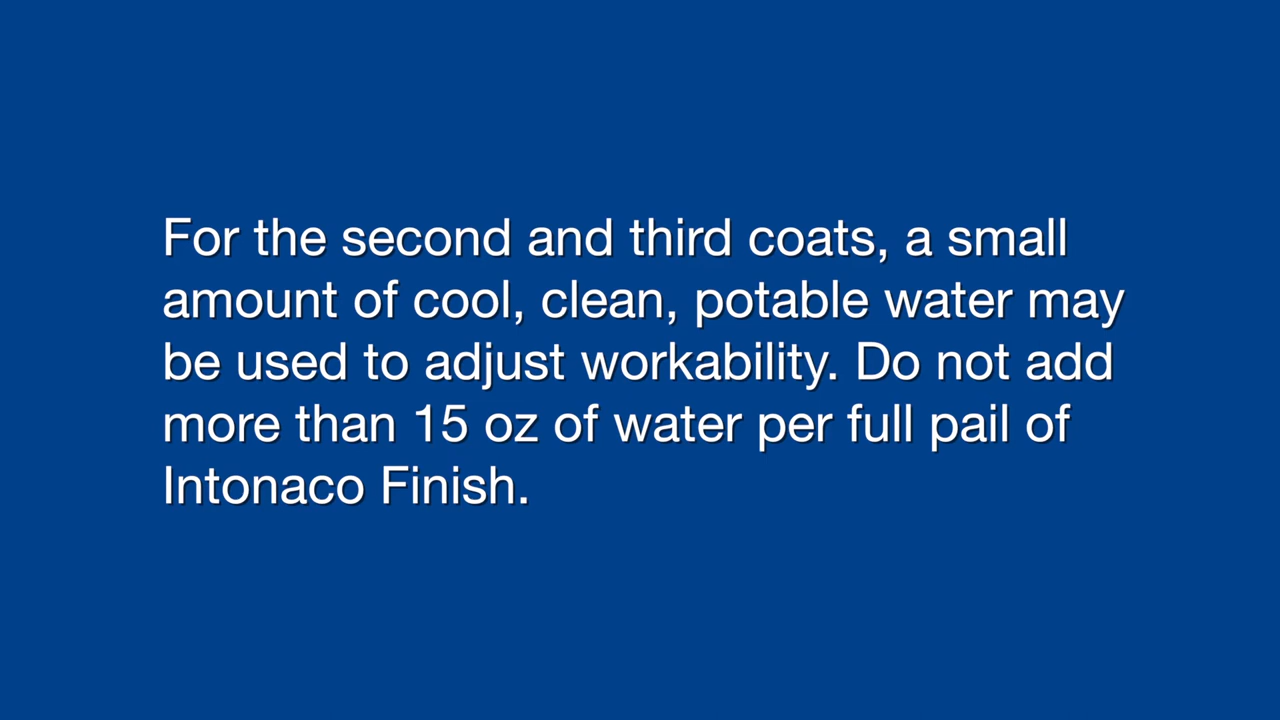 For the second and third coats, a small
amount of cool, clean, potable water may
be used to adjust workability. Do not add
more than 15 oz of water per full pail of
Intonaco Finish.